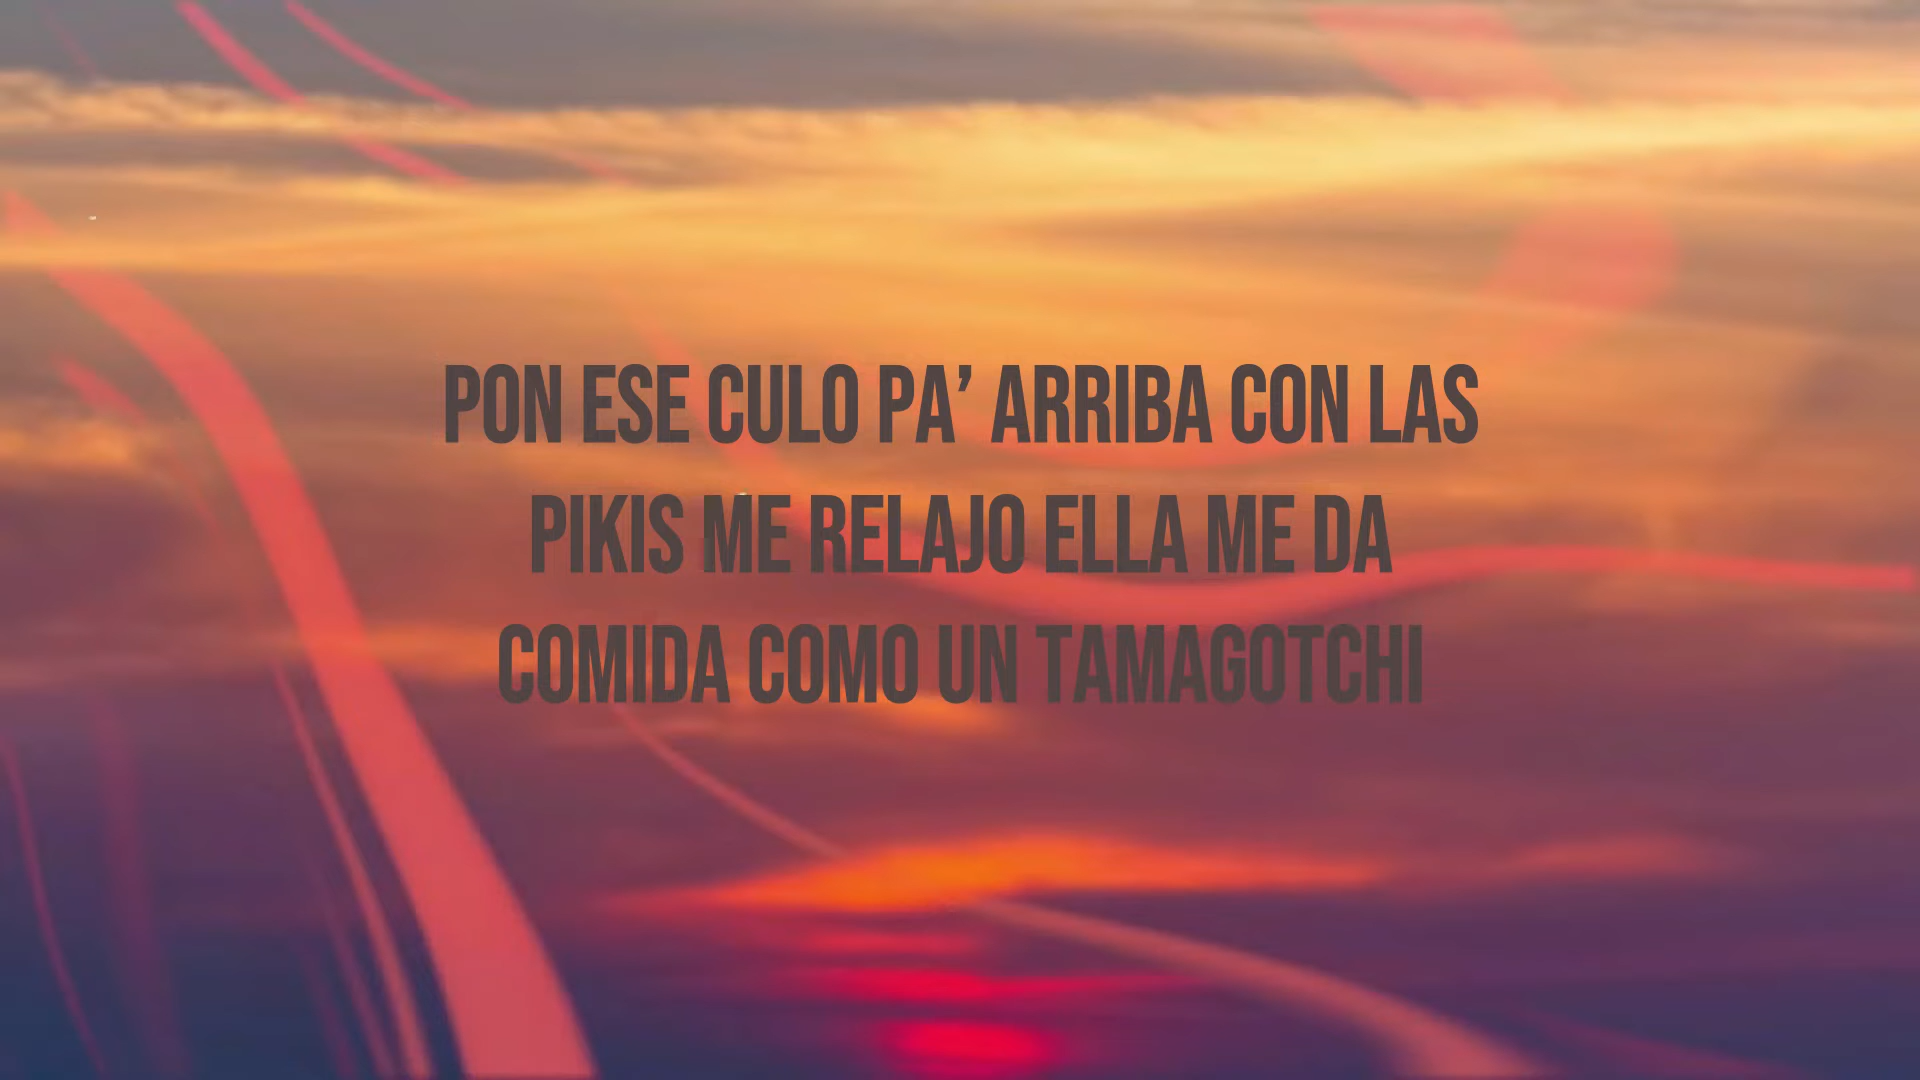 PON ESE CULO PA’ ARRIBA CON LAS
PIKIS ME RELAJO ELLA ME DA
COMIDA COMO UN TAMAGOTCHI